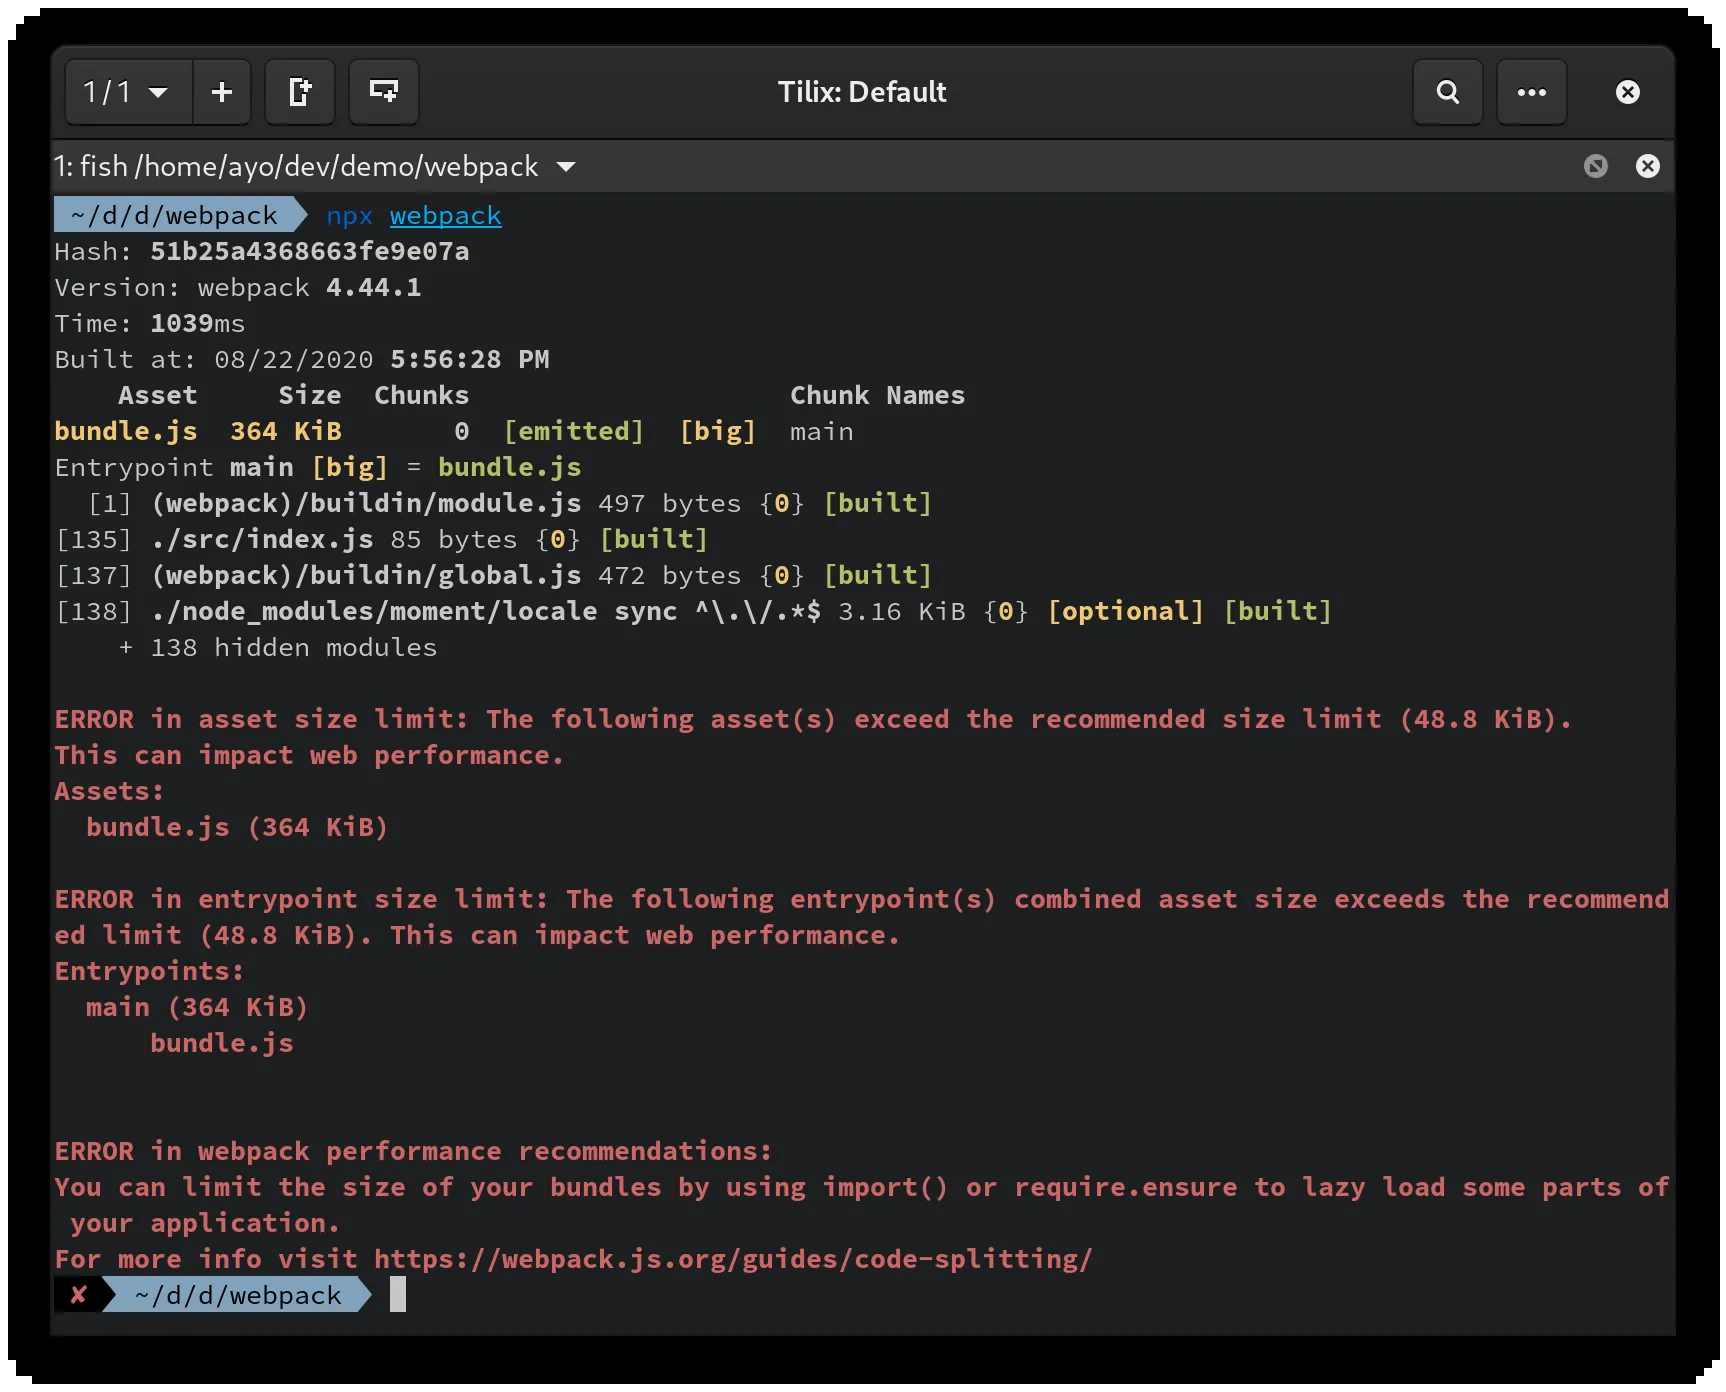 1/1
Tilix: Default
1: fish /home/ayo/dev/demo/webpack
~/d/d/webpack npx webpack
Hash: 51b25a4368663fe9e07a
Version: webpack 4.44.1
Time: 1039ms
Built at: 08/22/2020 5:56:28 PM
Asset Size Chunks Chunk Names
bundle.js 364 KiB 0 [emitted] [big] main
Entrypoint main [big] = bundle.js
[1] (webpack)/buildin/module.js 497 bytes {0} [built]
[135] ./src/index.js 85 bytes {0} [built]
[137] (webpack)/buildin/global.js 472 bytes {0} [built]
[138] ./node_modules/moment/locale sync ^\.\/.*$ 3.16 KiB {0} [optional] [built]
+ 138 hidden modules
ERROR in asset size limit: The following asset(s) exceed the recommended size limit (48.8 KiB).
This can impact web performance.
Assets:
bundle.js (364 KiB)
ERROR in entrypoint size limit: The following entrypoint(s) combined asset size exceeds the recommend
ed limit (48.8 KiB). This can impact web performance.
Entrypoints:
main (364 KiB)
bundle.js
ERROR in webpack performance recommendations:
You can limit the size of your bundles by using import() or require.ensure to lazy load some parts of
your application.
For more info visit https://webpack.js.org/guides/code-splitting/
✘ ~/d/d/webpack